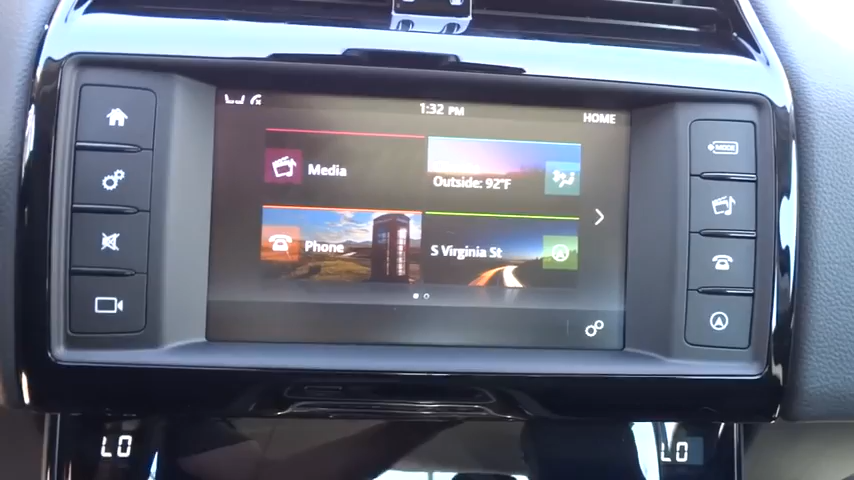 1:32 PM
HOME
MODE
Media
Outside: 92°F
Phone
S Virginia St
LO
LO